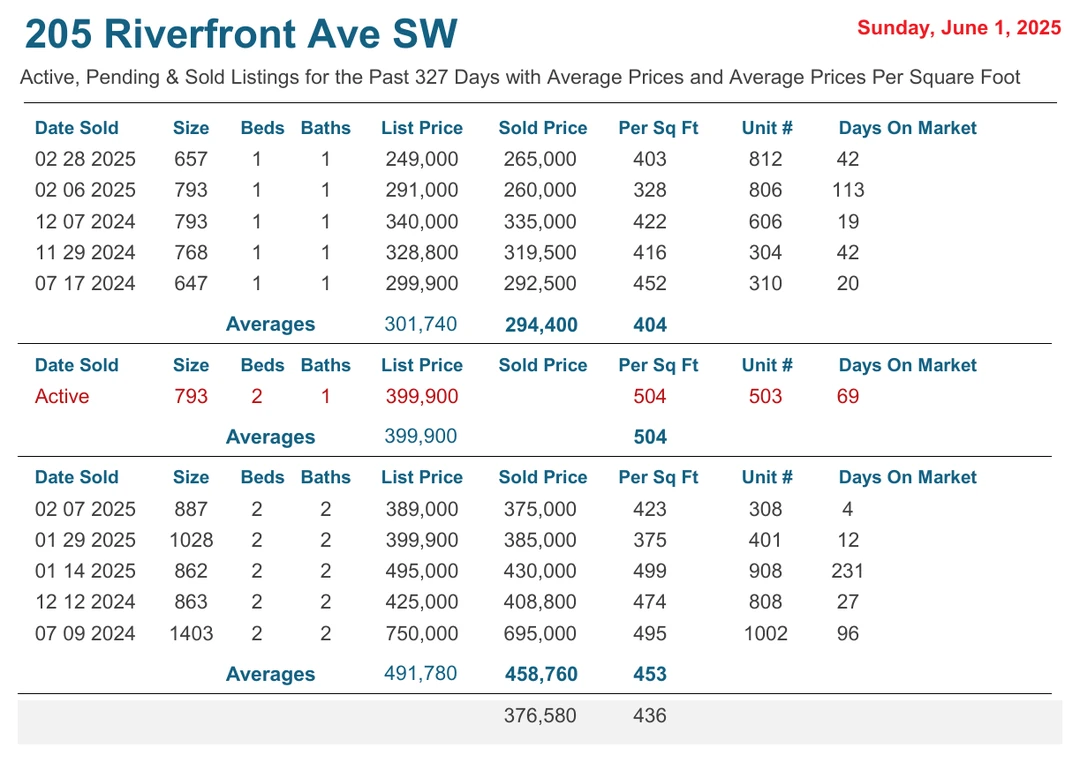 205 Riverfront Ave SW
Sunday, June 1, 2025
Active, Pending & Sold Listings for the Past 327 Days with Average Prices and Average Prices Per Square Foot
Date Sold Size Beds Baths List Price Sold Price Per Sq Ft Unit # Days On Market
02 28 2025 657 1 1 249,000 265,000 403 812 42
02 06 2025 793 1 1 291,000 260,000 328 806 113
12 07 2024 793 1 1 340,000 335,000 422 606 19
11 29 2024 768 1 1 328,800 319,500 416 304 42
07 17 2024 647 1 1 299,900 292,500 452 310 20
Averages 301,740 294,400 404
Date Sold Size Beds Baths List Price Sold Price Per Sq Ft Unit # Days On Market
Active 793 2 1 399,900 504 503 69
Averages 399,900 504
Date Sold Size Beds Baths List Price Sold Price Per Sq Ft Unit # Days On Market
02 07 2025 887 2 2 389,000 375,000 423 308 4
01 29 2025 1028 2 2 399,900 385,000 375 401 12
01 14 2025 862 2 2 495,000 430,000 499 908 231
12 12 2024 863 2 2 425,000 408,800 474 808 27
07 09 2024 1403 2 2 750,000 695,000 495 1002 96
Averages 491,780 458,760 453
376,580 436